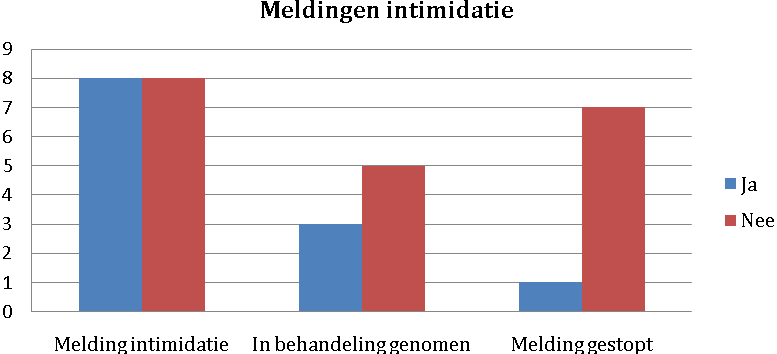 Meldingen intimidatie
9
8
7
6
5
4
3
2
1
0
Melding intimidatie In behandeling genomen Melding gestopt
Ja
Nee